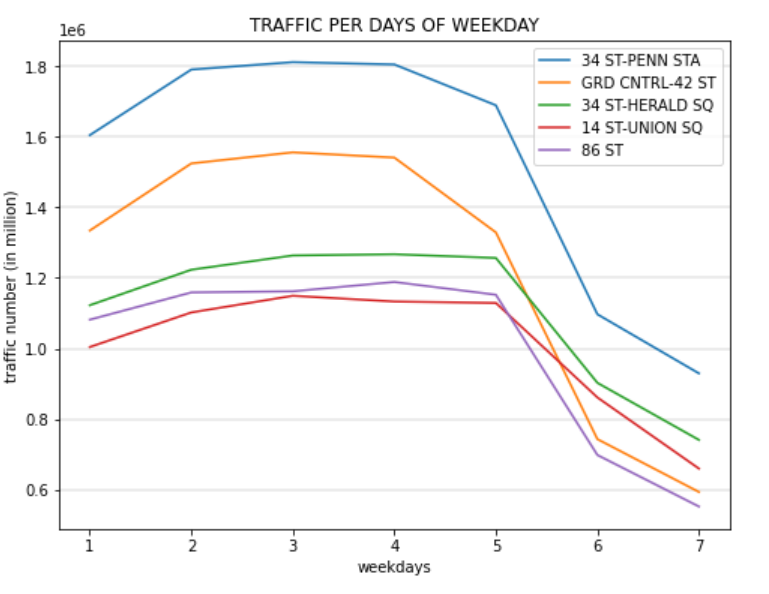 TRAFFIC PER DAYS OF WEEKDAY
1e6
34 ST-PENN STA
GRD CNTRL-42 ST
34 ST-HERALD SQ
14 ST-UNION SQ
86 ST
traffic number (in million)
1.8
1.6
1.4
1.2
1.0
0.8
0.6
1 2 3 4 5 6 7
weekdays